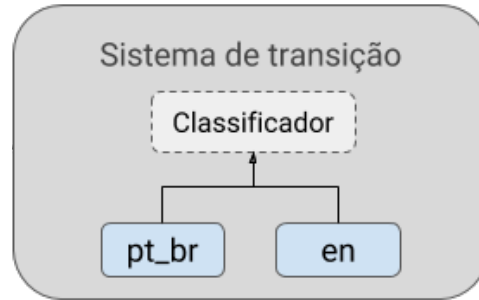 Sistema de transição
Classificador
pt_br en